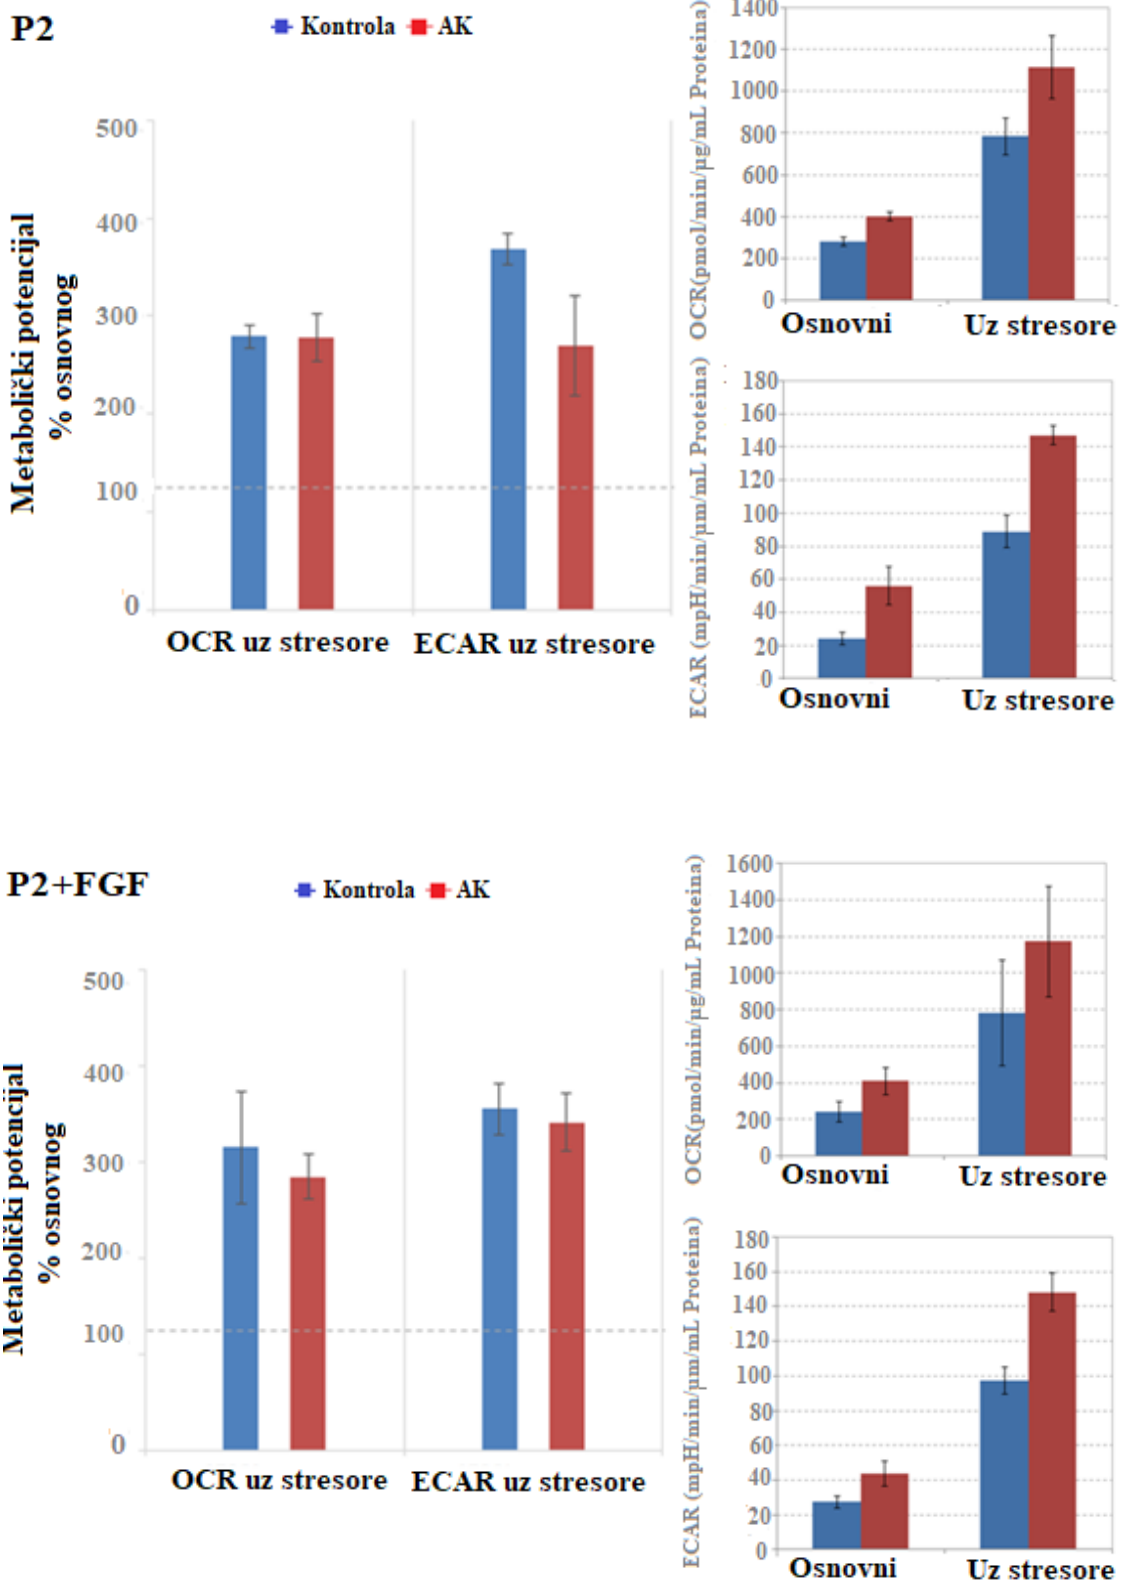 P2
Kontrola AK
Metabolički potencijal
% osnovnog
500
400
300
200
100
0
OCR uz stresore ECAR uz stresore
OCR(pmol/min/µg/mL Proteina)
1400
1200
1000
800
600
400
200
0
Osnovni Uz stresore
ECAR (mpH/min/µm/mL Proteina)
180
160
140
120
100
80
60
40
20
0
Osnovni Uz stresore
P2+FGF
Kontrola AK
Metabolički potencijal
% osnovnog
500
400
300
200
100
0
OCR uz stresore ECAR uz stresore
OCR(pmol/min/µg/mL Proteina)
1600
1400
1200
1000
800
600
400
200
0
Osnovni Uz stresore
ECAR (mpH/min/µm/mL Proteina)
180
160
140
120
100
80
60
40
20
0
Osnovni Uz stresore